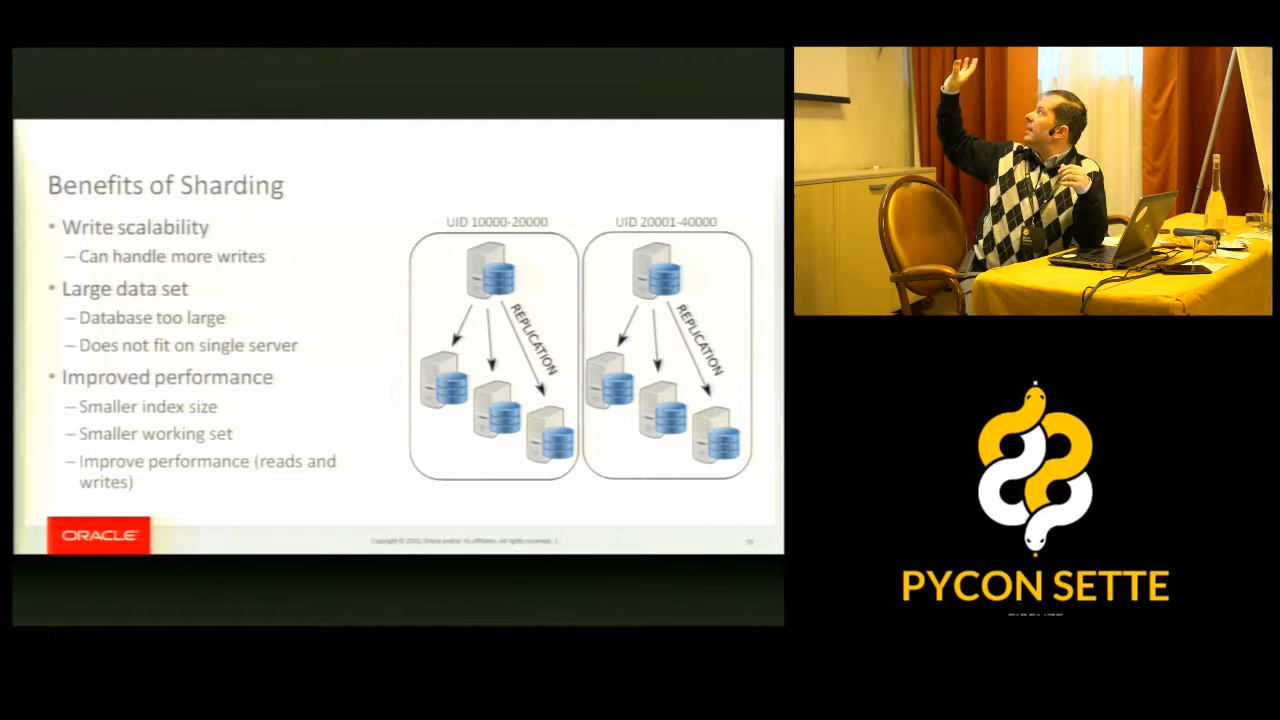 Benefits of Sharding
• Write scalability
– Can handle more writes
• Large data set
– Database too large
– Does not fit on single server
• Improved performance
– Smaller index size
– Smaller working set
– Improve performance (reads and
writes)
UID 10000-20000
REPLICATION
UID 20001-40000
REPLICATION
ORACLE
PYCON SETTE